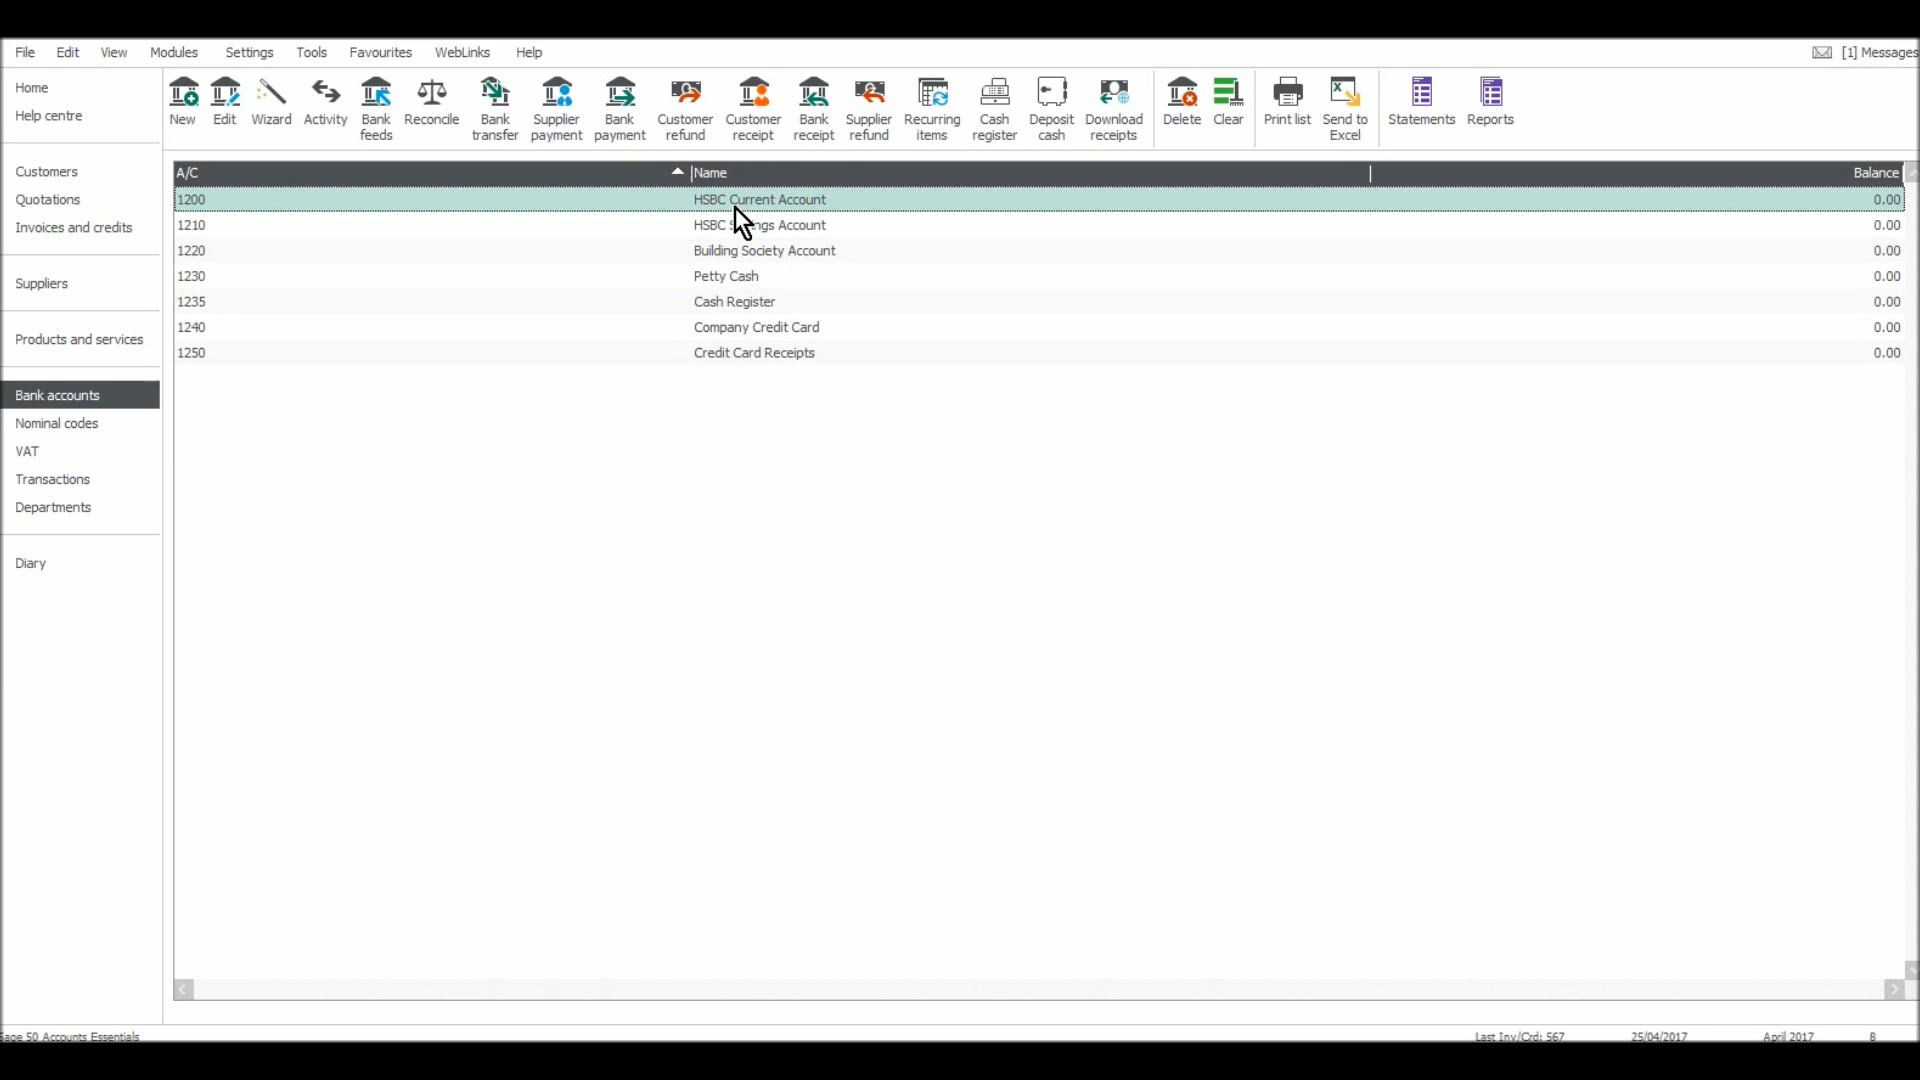 File Edit View Modules Settings Tools Favourites WebLinks Help [1] Messages
Home
Help centre
Customers
Quotations
Invoices and credits
Suppliers
Products and services
Bank accounts
Nominal codes
VAT
Transactions
Departments
Diary
New Edit Wizard Activity Bank feeds Reconcile Bank transfer Supplier payment Bank payment Customer refund Customer receipt Bank receipt Supplier refund Recurring items Cash register Deposit cash Download receipts Delete Clear Print list Send to Excel Statements Reports
A/C Name Balance
1200 HSBC Current Account 0.00
1210 HSBC Account 0.00
1220 Building Society Account 0.00
1230 Petty Cash 0.00
1235 Cash Register 0.00
1240 Company Credit Card 0.00
1250 Credit Card Receipts 0.00
Sage 50 Accounts Essentials Last Inv/Crd: 567 25/04/2017 April 2017 8